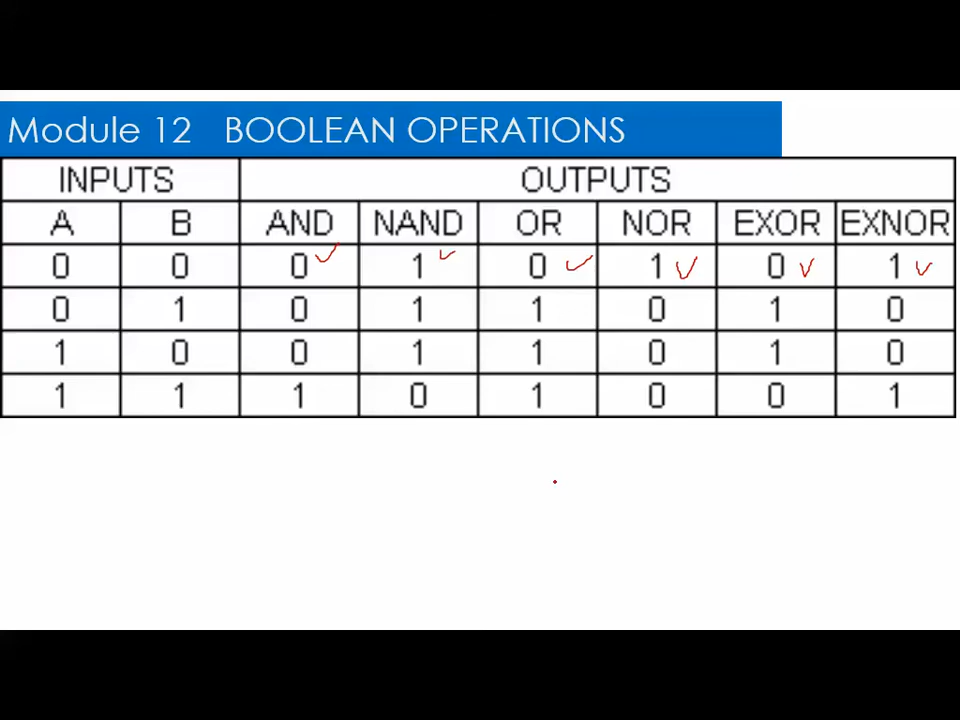 Module 12 BOOLEAN OPERATIONS
INPUTS OUTPUTS
A B AND NAND OR NOR EXOR EXNOR
0 0 0 1 0 1 0 1
0 1 0 1 1 0 1 0
1 0 0 1 1 0 1 0
1 1 1 0 1 0 0 1